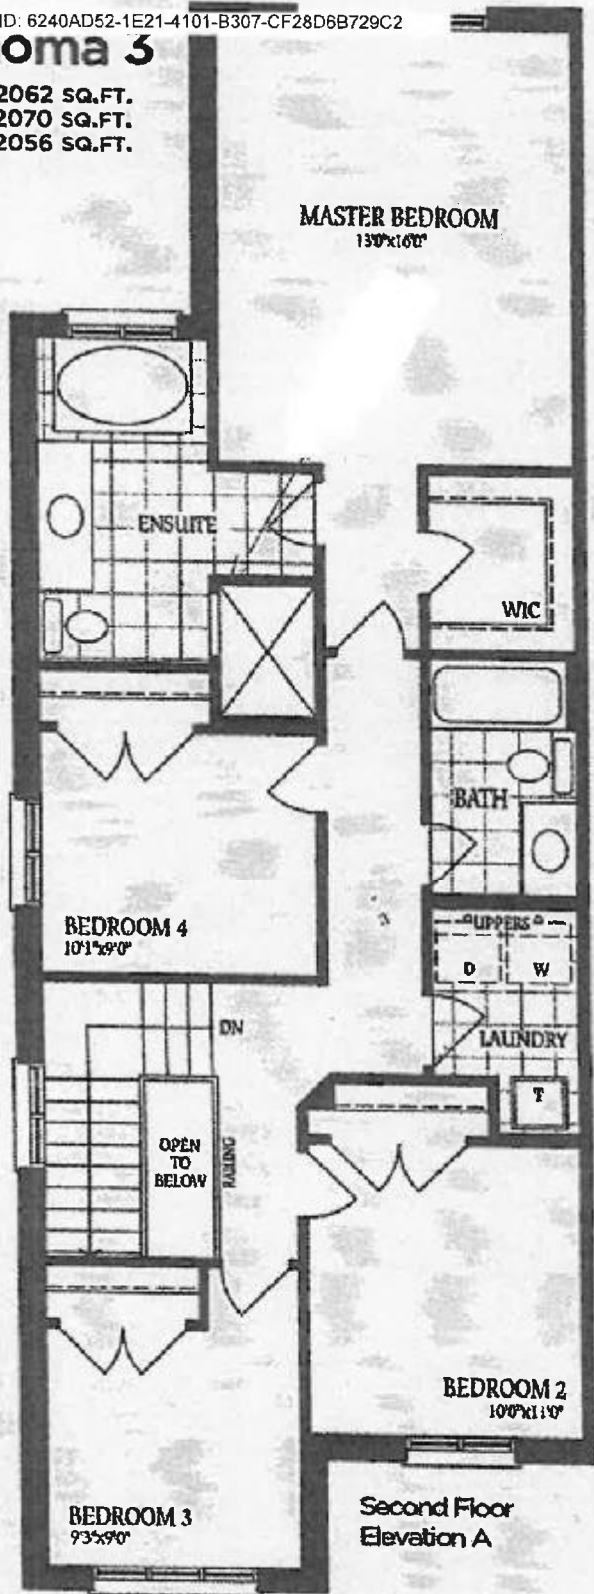 ID: 6240AD52-1E21-4101-B307-CF28D6B729C2
oma 3
2062 SQ.FT.
2070 SQ.FT.
2056 SQ.FT.
MASTER BEDROOM
13'0"x16'0"
ENSUITE
WIC
BATH
BEDROOM 4
10'1"x9'0"
UPPERS
D W
DN
LAUNDRY
T
OPEN
TO
BELOW
RAILING
BEDROOM 2
10'0"x11'0"
BEDROOM 3
9'3"x9'0"
Second Floor
Elevation A